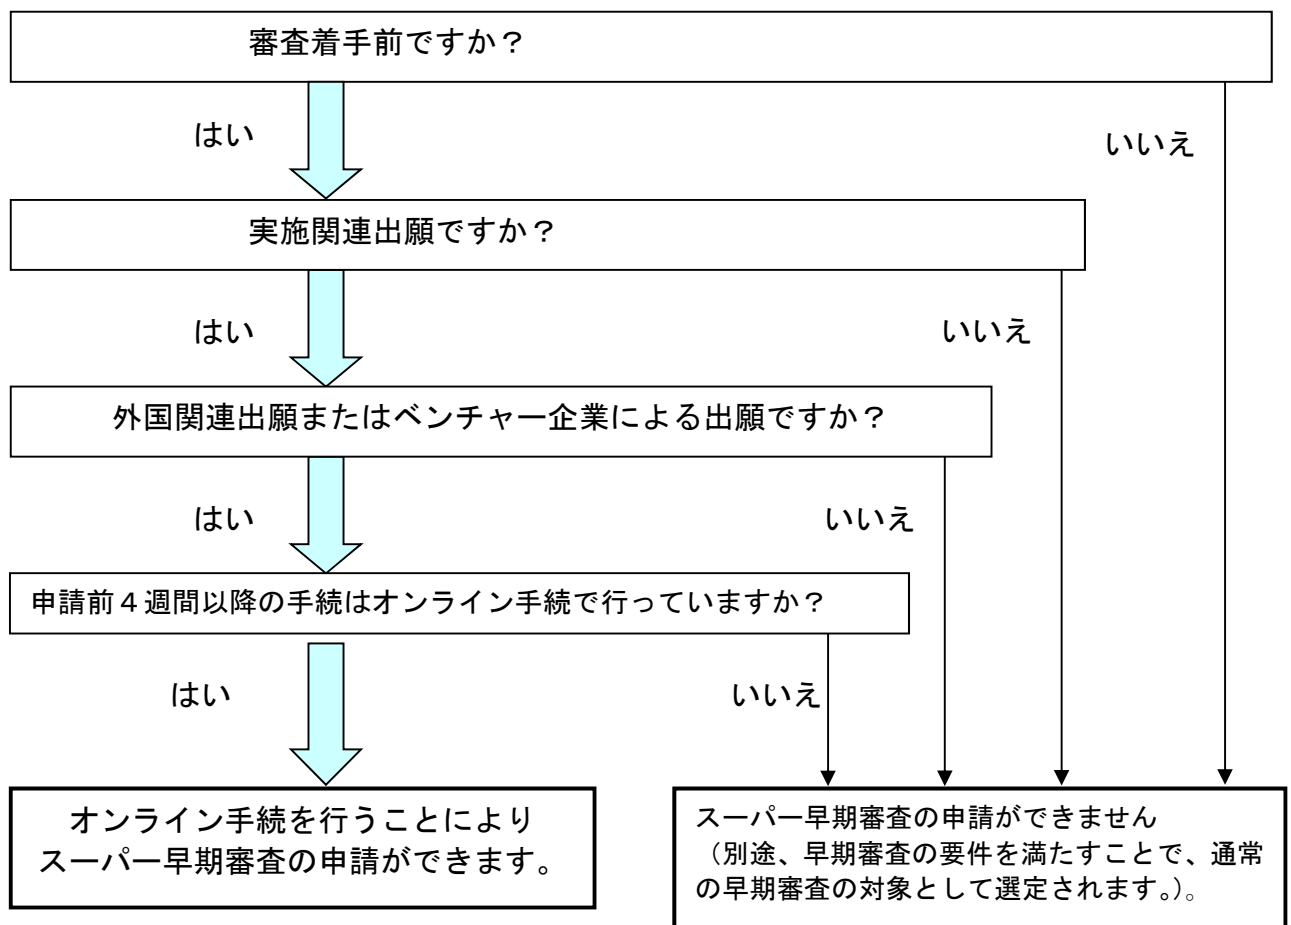 審査着手前ですか？
はい
いいえ
実施関連出願ですか？
はい
いいえ
外国関連出願またはベンチャー企業による出願ですか？
はい
いいえ
申請前４週間以降の手続はオンライン手続で行っていますか？
はい
いいえ
オンライン手続を行うことにより
スーパー早期審査の申請ができます。
スーパー早期審査の申請ができません
（別途、早期審査の要件を満たすことで、通常
の早期審査の対象として選定されます。）。